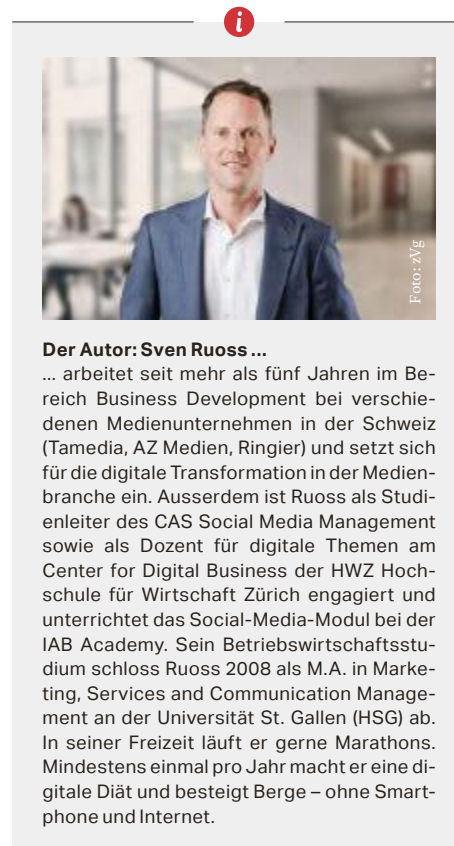 i
Foto: zVg
Der Autor: Sven Ruoss ...
... arbeitet seit mehr als fünf Jahren im Be-
reich Business Development bei verschie-
denen Medienunternehmen in der Schweiz
(Tamedia, AZ Medien, Ringier) und setzt sich
für die digitale Transformation in der Medien-
branche ein. Ausserdem ist Ruoss als Studi-
enleiter des CAS Social Media Management
sowie als Dozent für digitale Themen am
Center for Digital Business der HWZ Hoch-
schule für Wirtschaft Zürich engagiert und
unterrichtet das Social-Media-Modul bei der
IAB Academy. Sein Betriebswirtschaftsstu-
dium schloss Ruoss 2008 als M.A. in Marke-
ting, Services and Communication Manage-
ment an der Universität St. Gallen (HSG) ab.
In seiner Freizeit läuft er gerne Marathons.
Mindestens einmal pro Jahr macht er eine di-
gitale Diät und besteigt Berge – ohne Smart-
phone und Internet.